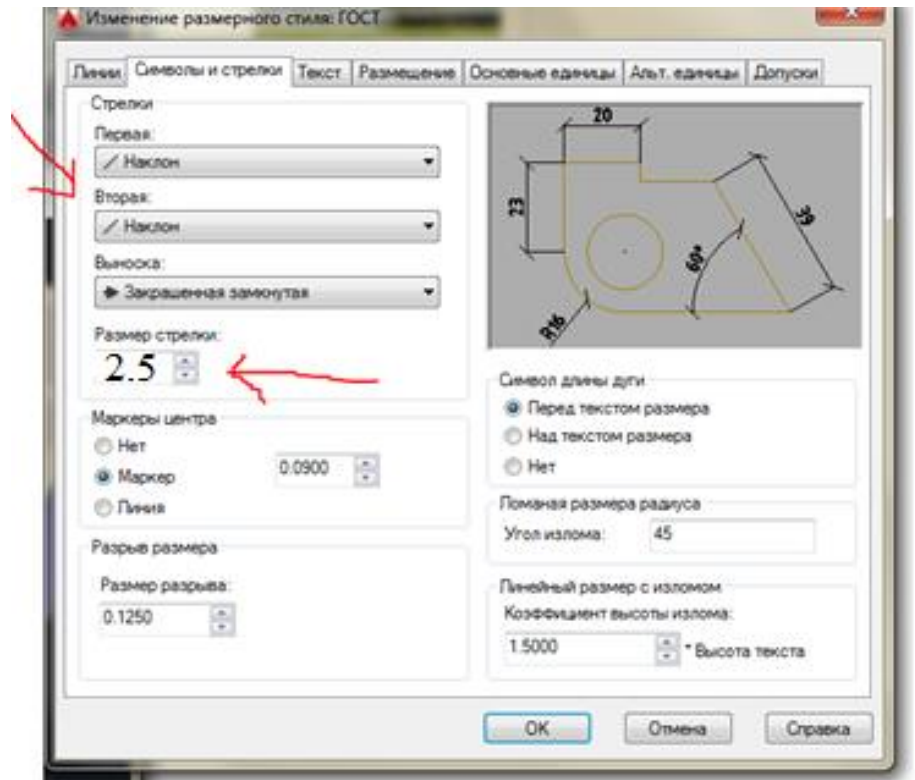 Изменение размерного стиля: ГОСТ
Линии Символы и стрелки Текст Размещение Основные единицы Альт. единицы Допуски
Стрелки
Первая:
Наклон
Вторая:
Наклон
Выноска:
Закрашенная замкнутая
Размер стрелки:
2.5
Маркеры центра
Нет
Маркер
0.0900
Линия
Разрыв размера
Размер разрыва:
0.1250
20
23
39
60°
R16
Символ длины дуги
Перед текстом размера
Над текстом размера
Нет
Ломаная размера радиуса
Угол излома: 45
Линейный размер с изломом
Коэффициент высоты излома:
1.5000 * Высота текста
OK Отмена Справка